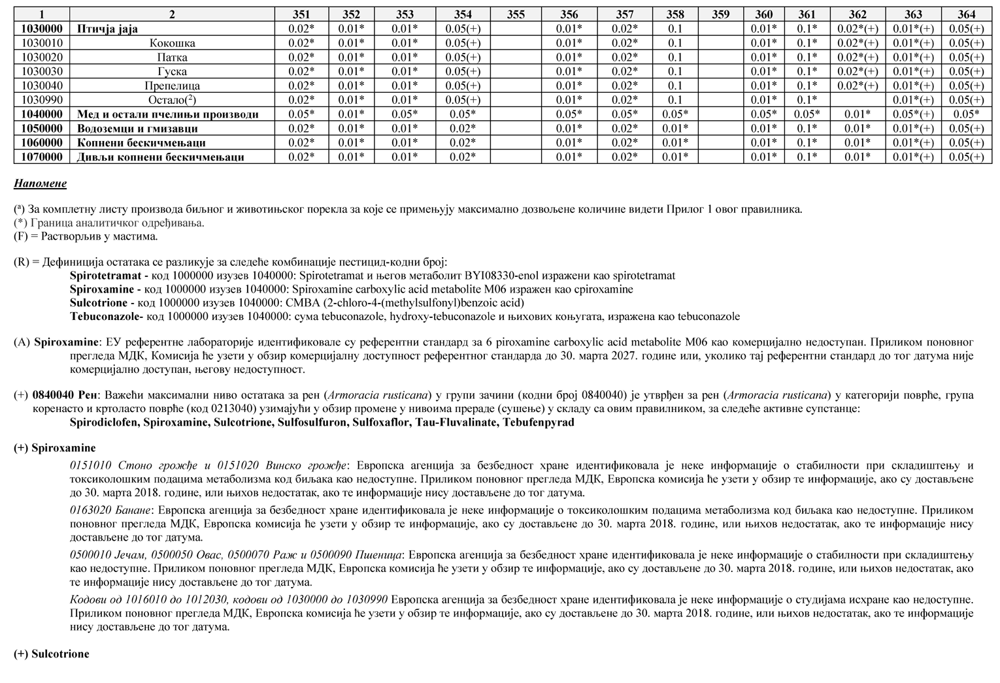 1 2 351 352 353 354 355 356 357 358 359 360 361 362 363 364
1030000 Птичја јаја 0.02* 0.01* 0.01* 0.05(+) 0.01* 0.02* 0.1 0.01* 0.1* 0.02*(+) 0.01*(+) 0.05(+)
1030010 Кокошка 0.02* 0.01* 0.01* 0.05(+) 0.01* 0.02* 0.1 0.01* 0.1* 0.02*(+) 0.01*(+) 0.05(+)
1030020 Патка 0.02* 0.01* 0.01* 0.05(+) 0.01* 0.02* 0.1 0.01* 0.1* 0.02*(+) 0.01*(+) 0.05(+)
1030030 Гуска 0.02* 0.01* 0.01* 0.05(+) 0.01* 0.02* 0.1 0.01* 0.1* 0.02*(+) 0.01*(+) 0.05(+)
1030040 Препелица 0.02* 0.01* 0.01* 0.05(+) 0.01* 0.02* 0.1 0.01* 0.1* 0.02*(+) 0.01*(+) 0.05(+)
1030990 Остало(²) 0.02* 0.01* 0.01* 0.05(+) 0.01* 0.02* 0.1 0.01* 0.1* 0.01*(+) 0.05(+)
1040000 Мед и остали пчелињи производи 0.05* 0.01* 0.05* 0.05* 0.05* 0.05* 0.05* 0.05* 0.05* 0.01* 0.05*(+) 0.05*
1050000 Водоземци и гмизавци 0.02* 0.01* 0.01* 0.02* 0.01* 0.02* 0.01* 0.01* 0.1* 0.01* 0.01*(+) 0.05(+)
1060000 Копнени бескичмењаци 0.02* 0.01* 0.01* 0.02* 0.01* 0.02* 0.01* 0.01* 0.1* 0.01* 0.01*(+) 0.05(+)
1070000 Дивљи копнени бескичмењаци 0.02* 0.01* 0.01* 0.02* 0.01* 0.02* 0.01* 0.01* 0.1* 0.01* 0.01*(+) 0.05(+)
Напомене
(ª) За комплетну листу производа биљног и животињског порекла за које се примењују максимално дозвољене количине видети Прилог 1 овог правилника.
(*) Граница аналитичког одређивања.
(F) = Растворљив у мастима.
(R) = Дефиниција остатака се разликује за следеће комбинације пестицид-кодни број:
Spirotetramat - код 1000000 изузев 1040000: Spirotetramat и његов метаболит BYI08330-enol изражени као spirotetramat
Spiroxamine - код 1000000 изузев 1040000: Spiroxamine carboxylic acid metabolite M06 изражен као cpiroxamine
Sulcotrione - код 1000000 изузев 1040000: CMBA (2-chloro-4-(methylsulfonyl)benzoic acid)
Tebuconazole- код 1000000 изузев 1040000: сума tebuconazole, hydroxy-tebuconazole и њихових коњугата, изражена као tebuconazole
(А) Spiroxamine: ЕУ референтне лабораторије идентификовале су референтни стандард за 6 piroxamine carboxylic acid metabolite M06 као комерцијално недоступан. Приликом поновног
прегледа МДК, Комисија ће узети у обзир комерцијалну доступност референтног стандарда до 30. марта 2027. године или, уколико тај референтни стандард до тог датума није
комерцијално доступан, његову недоступност.
(+) 0840040 Рен: Важећи максимални ниво остатака за рен (Armoracia rusticana) у групи зачини (кодни број 0840040) је утврђен за рен (Armoracia rusticana) у категорији поврће, група
коренасто и кртоласто поврће (код 0213040) узимајући у обзир промене у нивоима прераде (сушење) у складу са овим правилником, за следеће активне супстанце:
Spirodiclofen, Spiroxamine, Sulcotrione, Sulfosulfuron, Sulfoxaflor, Tau-Fluvalinate, Tebufenpyrad
(+) Spiroxamine
0151010 Стоно грожђе и 0151020 Винско грожђе: Европска агенција за безбедност хране идентификовала је неке информације о стабилности при складиштењу и
токсиколошким подацима метаболизма код биљака као недоступне. Приликом поновног прегледа МДК, Европска комисија ће узети у обзир те информације, ако су достављене
до 30. марта 2018. године, или њихов недостатак, ако те информације нису достављене до тог датума.
0163020 Банане: Европска агенција за безбедност хране идентификовала је неке информације о токсиколошким подацима метаболизма код биљака као недоступне. Приликом
поновног прегледа МДК, Европска комисија ће узети у обзир те информације, ако су достављене до 30. марта 2018. године, или њихов недостатак, ако те информације нису
достављене до тог датума.
0500010 Јечам, 0500050 Овас, 0500070 Раж и 0500090 Пшеница: Европска агенција за безбедност хране идентификовала је неке информације о стабилности при складиштењу
као недоступне. Приликом поновног прегледа МДК, Европска комисија ће узети у обзир те информације, ако су достављене до 30. марта 2018. године, или њихов недостатак, ако
те информације нису достављене до тог датума.
Кодови од 1016010 до 1012030, кодови од 1030000 до 1030990 Европска агенција за безбедност хране идентификовала је неке информације о студијама исхране као недоступне.
Приликом поновног прегледа МДК, Европска комисија ће узети у обзир те информације, ако су достављене до 30. марта 2018. године, или њихов недостатак, ако те информације
нису достављене до тог датума.
(+) Sulcotrione